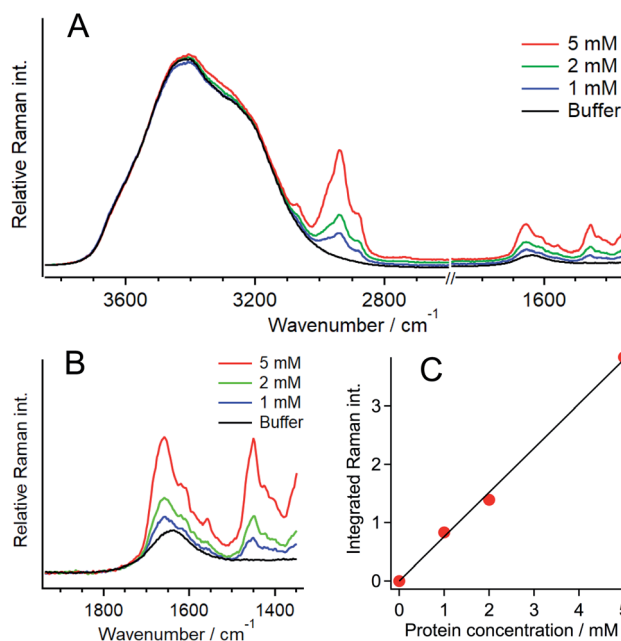 A
5 mM
2 mM
1 mM
Buffer
Relative Raman int.
3600
3200
2800
1600
Wavenumber / cm-1
B
5 mM
2 mM
1 mM
Buffer
Relative Raman int.
1800
1600
1400
Wavenumber / cm-1
C
Integrated Raman int.
3
2
1
0
0
1
2
5
Protein concentration / mM